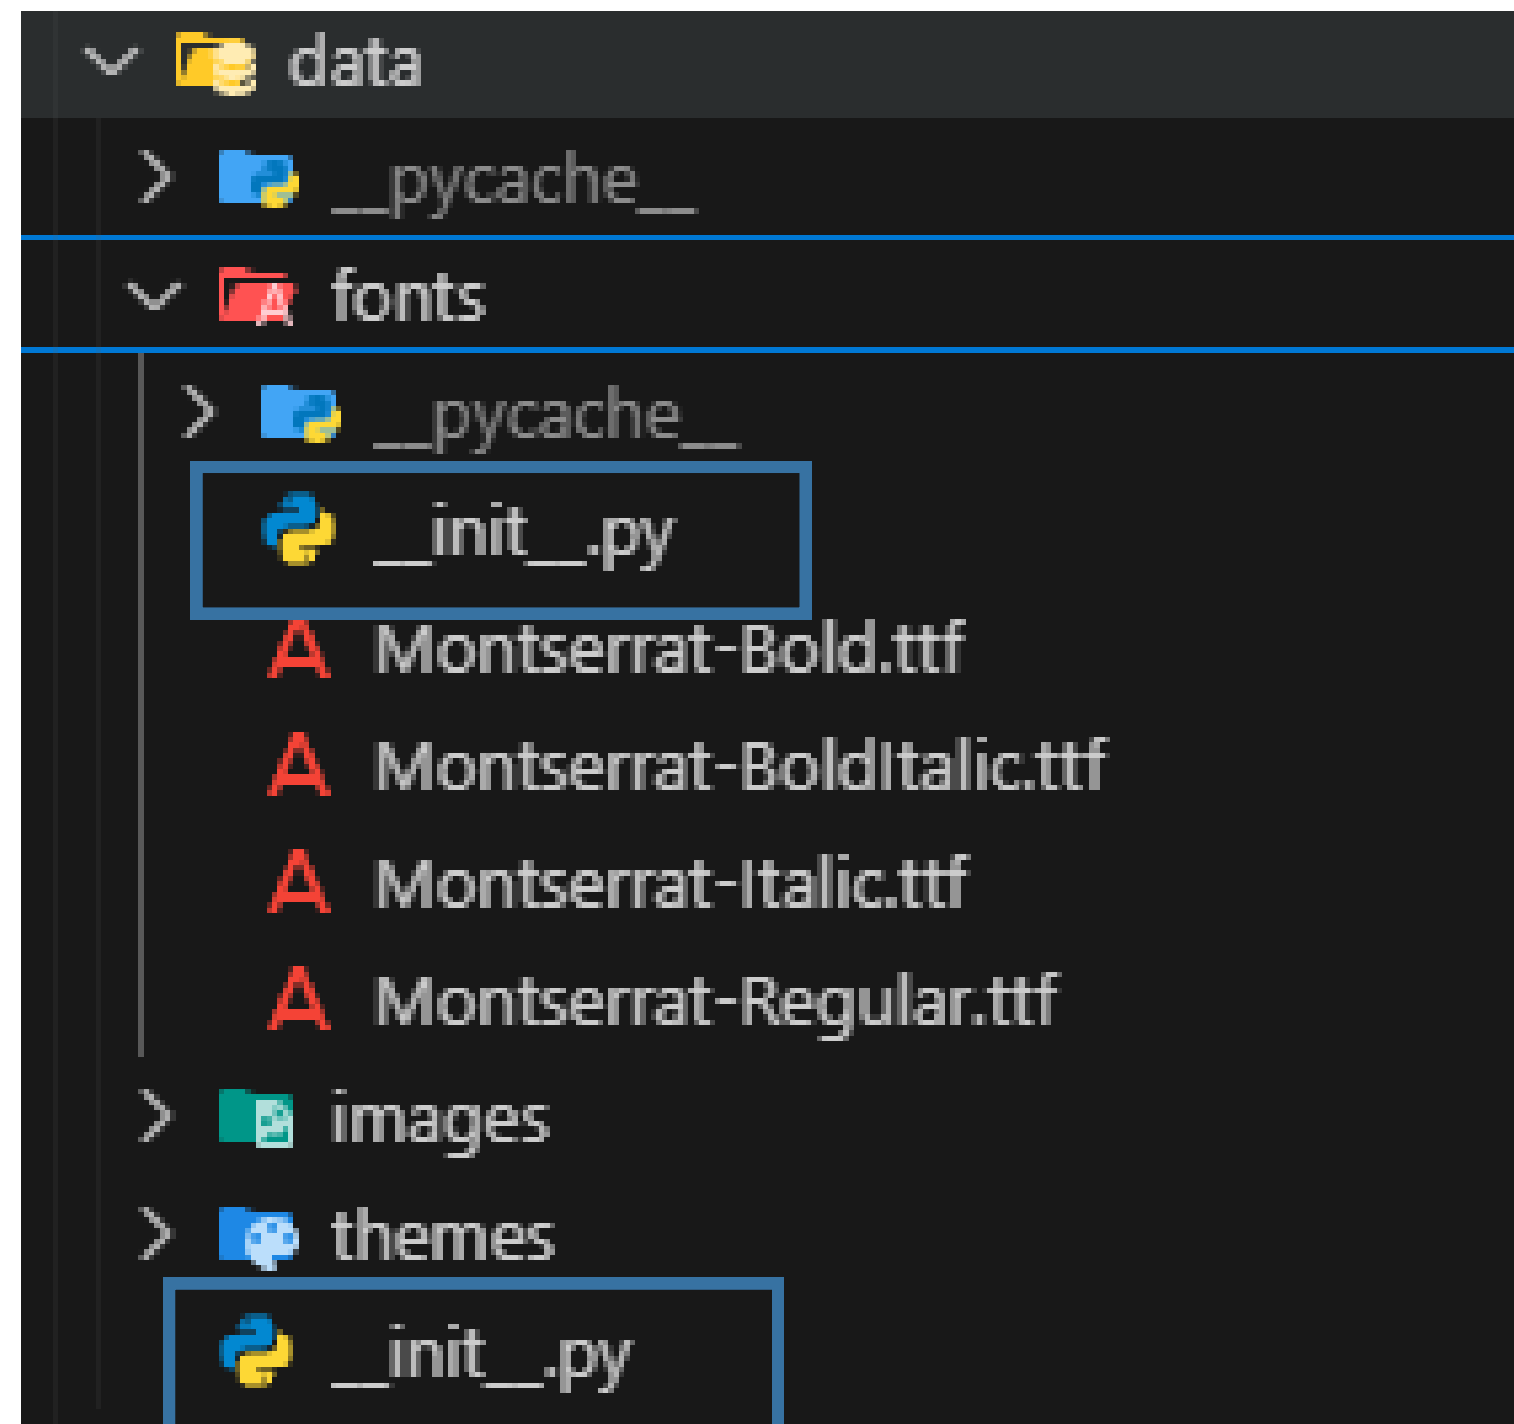 data
__pycache__
fonts
__pycache__
__init__.py
Montserrat-Bold.ttf
Montserrat-BoldItalic.ttf
Montserrat-Italic.ttf
Montserrat-Regular.ttf
images
themes
__init__.py